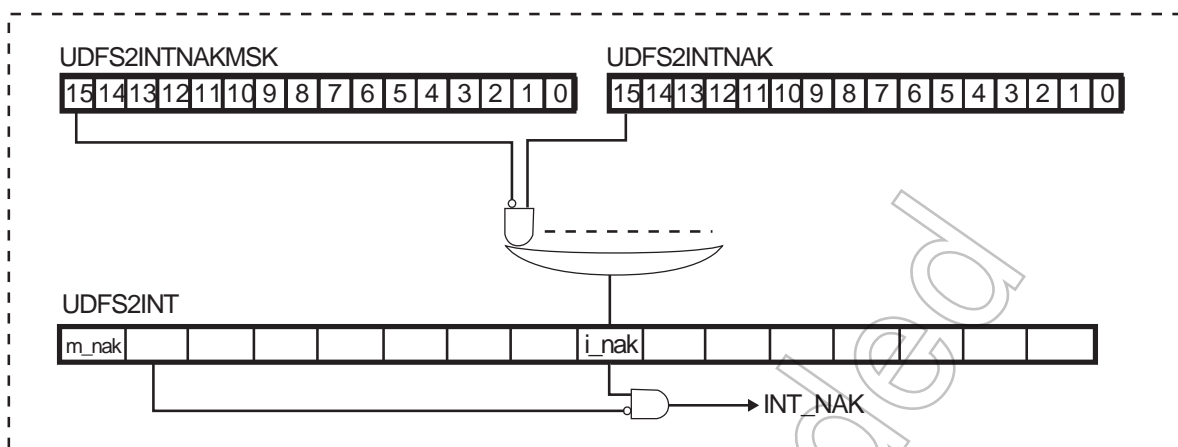 UDFS2INTNAKMSK
UDFS2INTNAK
15 14 13 12 11 10 9 8 7 6 5 4 3 2 1 0
15 14 13 12 11 10 9 8 7 6 5 4 3 2 1 0
UDFS2INT
m_nak
i_nak
INT_NAK
ded